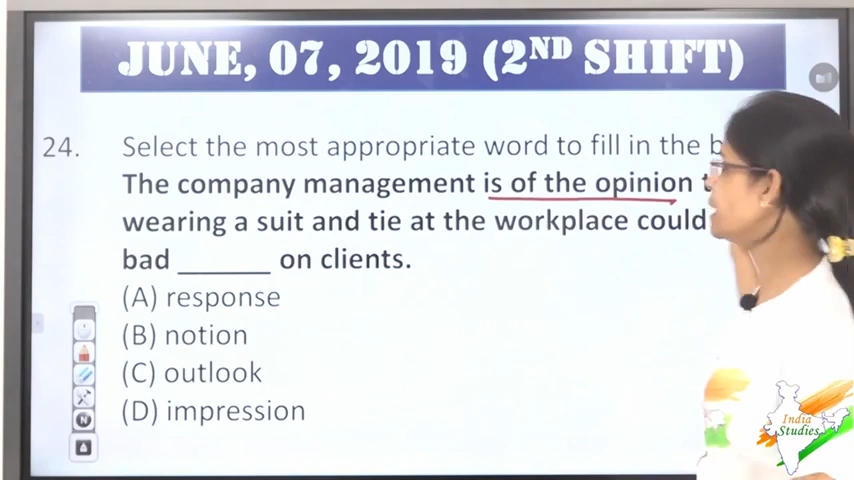 JUNE, 07, 2019 (2ND SHIFT)
24. Select the most appropriate word to fill in the
The company management is of the opinion
wearing a suit and tie at the workplace could
bad ______ on clients.
(A) response
(B) notion
(C) outlook
(D) impression
N
India
Studies